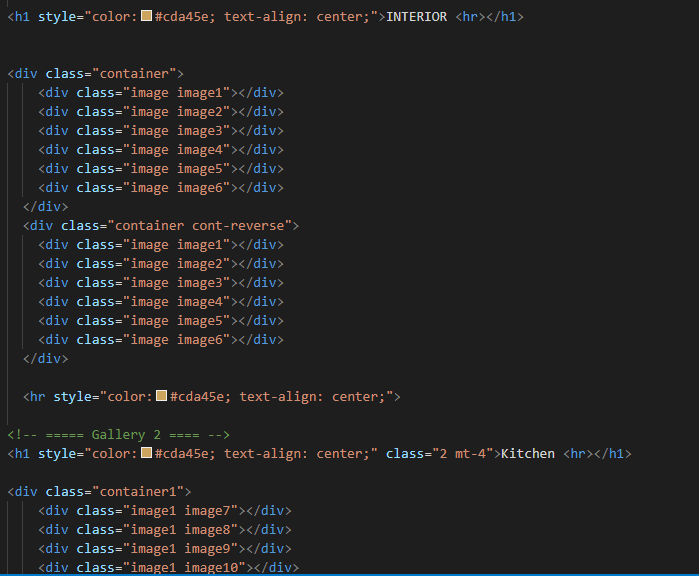 <h1 style="color:#cda45e; text-align: center;">INTERIOR <hr></h1>
<div class="container">
<div class="image image1"></div>
<div class="image image2"></div>
<div class="image image3"></div>
<div class="image image4"></div>
<div class="image image5"></div>
<div class="image image6"></div>
</div>
<div class="container cont-reverse">
<div class="image image1"></div>
<div class="image image2"></div>
<div class="image image3"></div>
<div class="image image4"></div>
<div class="image image5"></div>
<div class="image image6"></div>
</div>
<hr style="color:#cda45e; text-align: center;">
<!-- ===== Gallery 2 ==== -->
<h1 style="color:#cda45e; text-align: center;" class="2 mt-4">Kitchen <hr></h1>
<div class="container1">
<div class="image1 image7"></div>
<div class="image1 image8"></div>
<div class="image1 image9"></div>
<div class="image1 image10"></div>